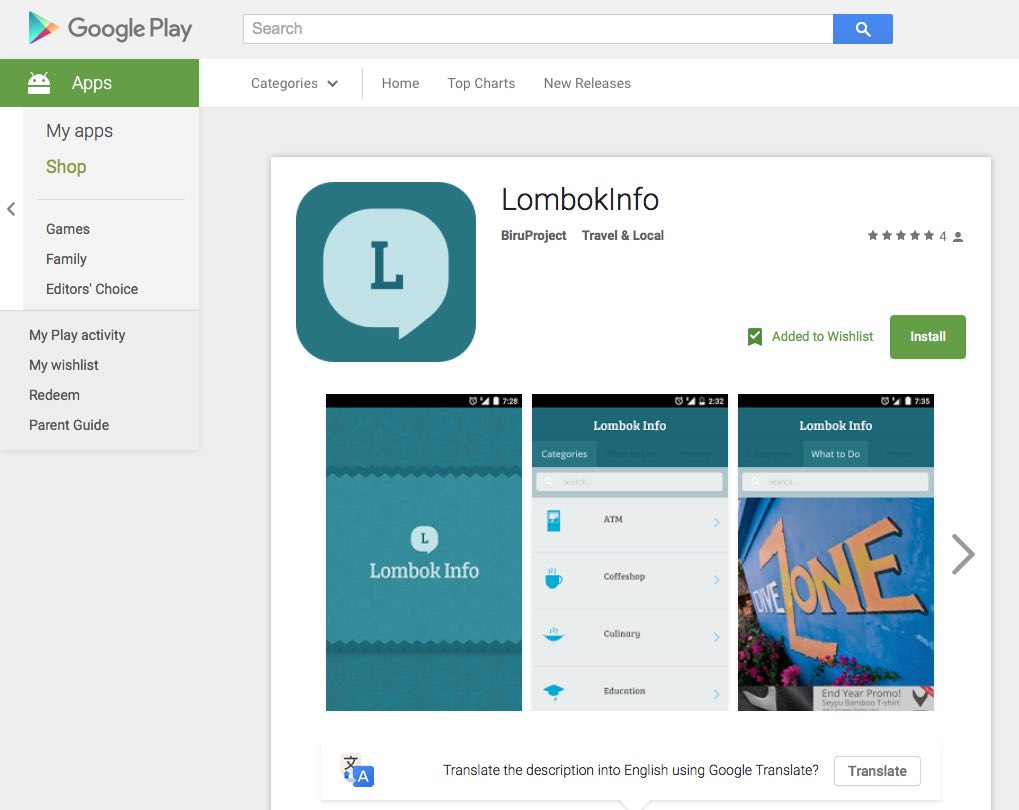 Google Play
Search
Apps
Categories
Home
Top Charts
New Releases
My apps
Shop
Games
Family
Editors' Choice
My Play activity
My wishlist
Redeem
Parent Guide
L
LombokInfo
BiruProject Travel & Local
4
Added to Wishlist
Install
7:28
L
Lombok Info
2:32
Lombok Info
Categories What to Do Promo
search..
ATM
Coffeshop
Culinary
Education
7:35
Lombok Info
Categories What to Do Promo
search..
DIVE ZONE
End Year Promo!
Seyyu Bamboo T-shirt
文 A
Translate the description into English using Google Translate?
Translate